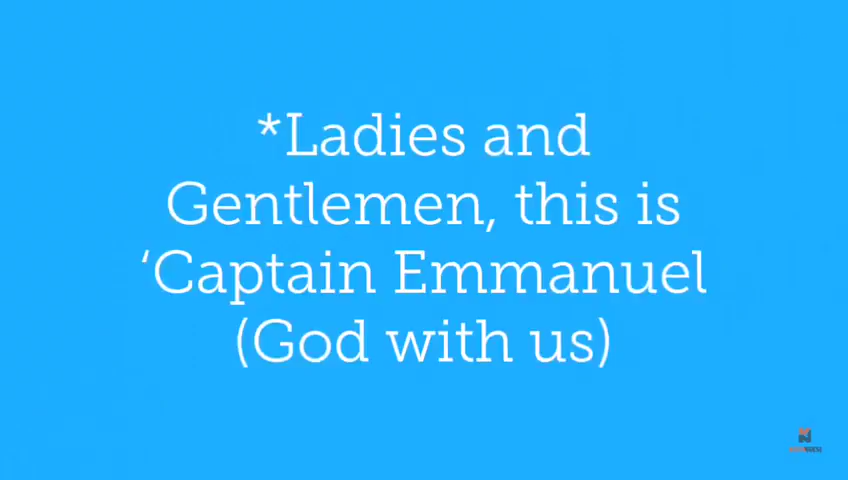 *Ladies and
Gentlemen, this is
‘Captain Emmanuel
(God with us)